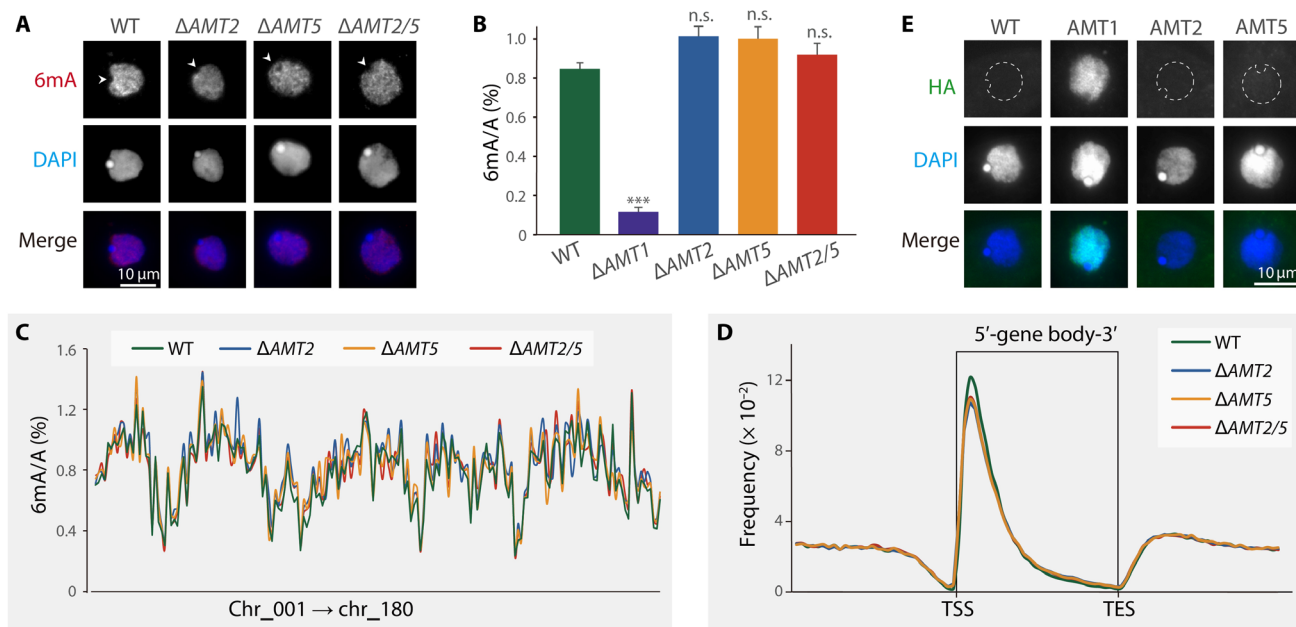 A
WT
ΔAMT2
ΔAMT5
ΔAMT2/5
6mA
DAPI
Merge
10 μm
B
6mA/A (%)
1.0
0.8
0.6
0.4
0.2
0
n.s.
n.s.
n.s.
***
WT
ΔAMT1
ΔAMT2
ΔAMT5
ΔAMT2/5
E
WT
AMT1
AMT2
AMT5
HA
DAPI
Merge
10 μm
C
WT
ΔAMT2
ΔAMT5
ΔAMT2/5
6mA/A (%)
1.6
1.2
0.8
0.4
0
Chr_001 → chr_180
D
5′-gene body-3′
WT
ΔAMT2
ΔAMT5
ΔAMT2/5
Frequency (× 10⁻²)
12
8
4
0
TSS
TES